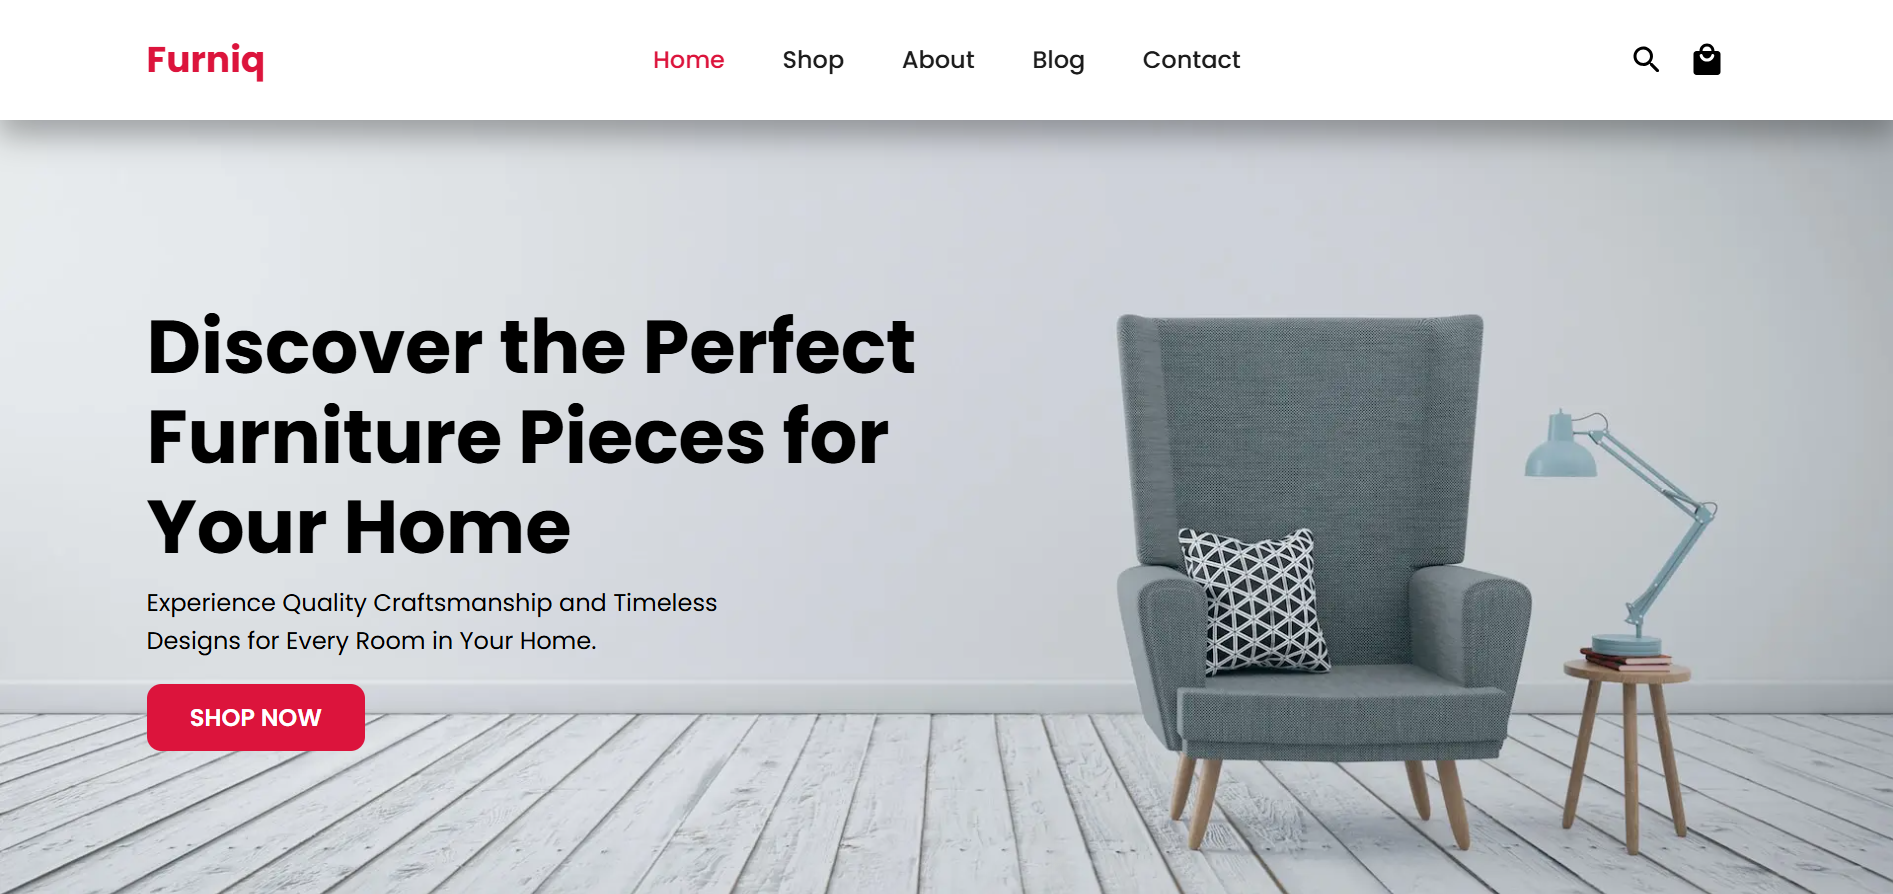 Furniq
Home Shop About Blog Contact
Discover the Perfect
Furniture Pieces for
Your Home
Experience Quality Craftsmanship and Timeless
Designs for Every Room in Your Home.
SHOP NOW